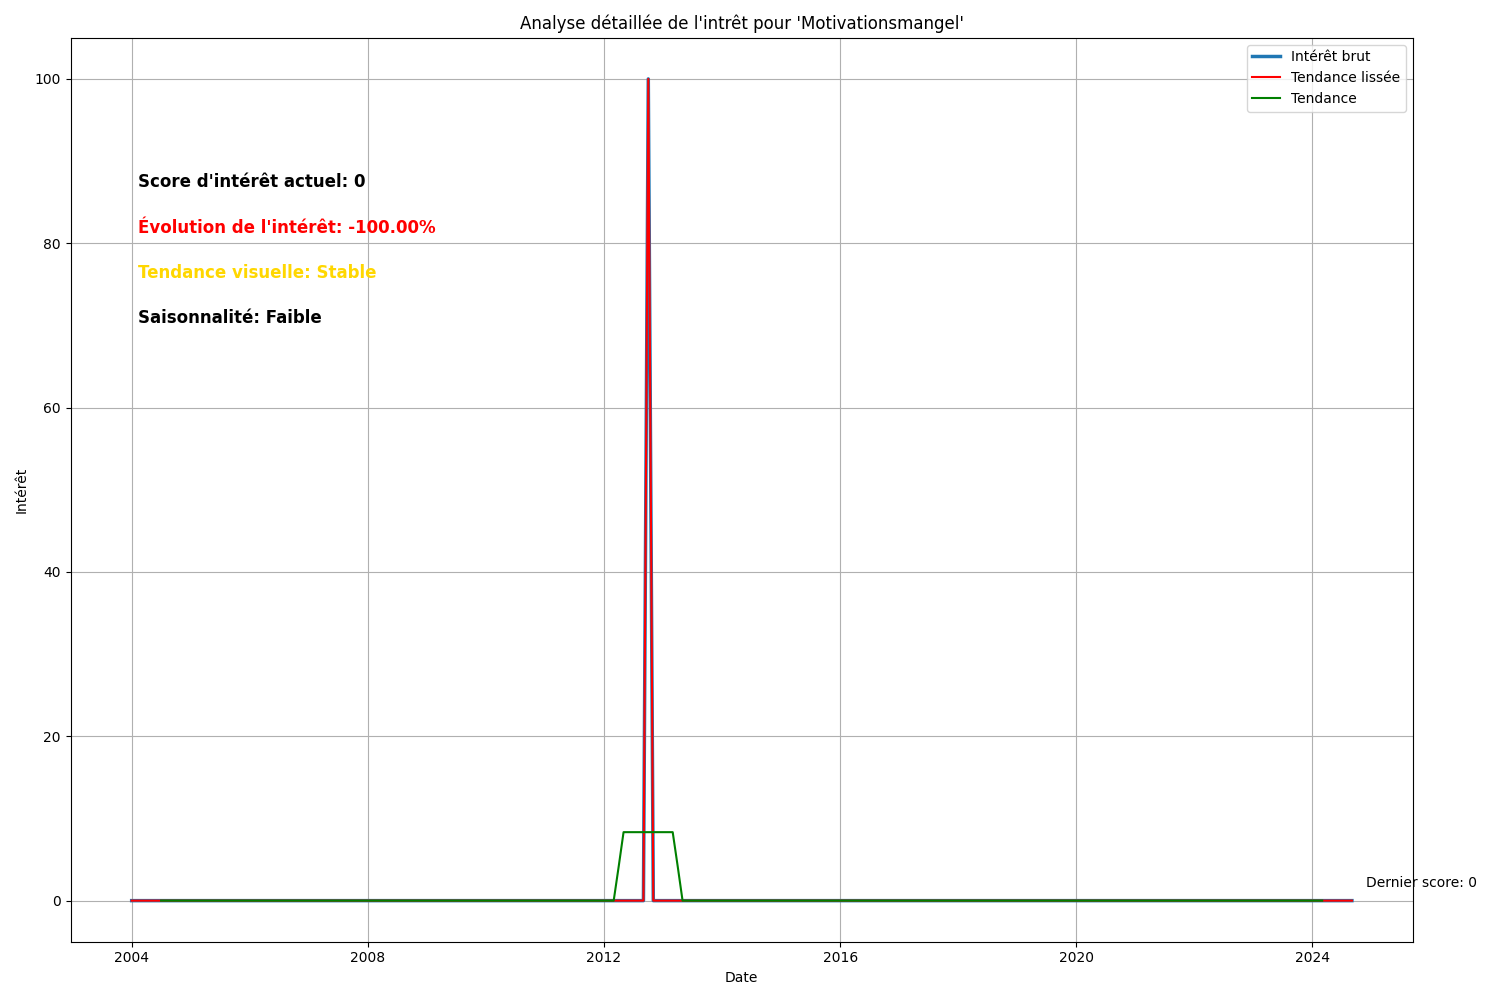 Analyse détaillée de l'intrêt pour 'Motivationsmangel'
Intérêt brut
Tendance lissée
Tendance
Score d'intérêt actuel: 0
Évolution de l'intérêt: -100.00%
Tendance visuelle: Stable
Saisonnalité: Faible
Dernier score: 0
Intérêt
100
80
60
40
20
0
2004
2008
2012
2016
2020
2024
Date